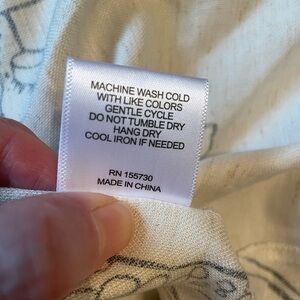 MACHINE WASH COLD
WITH LIKE COLORS
GENTLE CYCLE
DO NOT TUMBLE DRY
HANG DRY
COOL IRON IF NEEDED
RN 155730
MADE IN CHINA